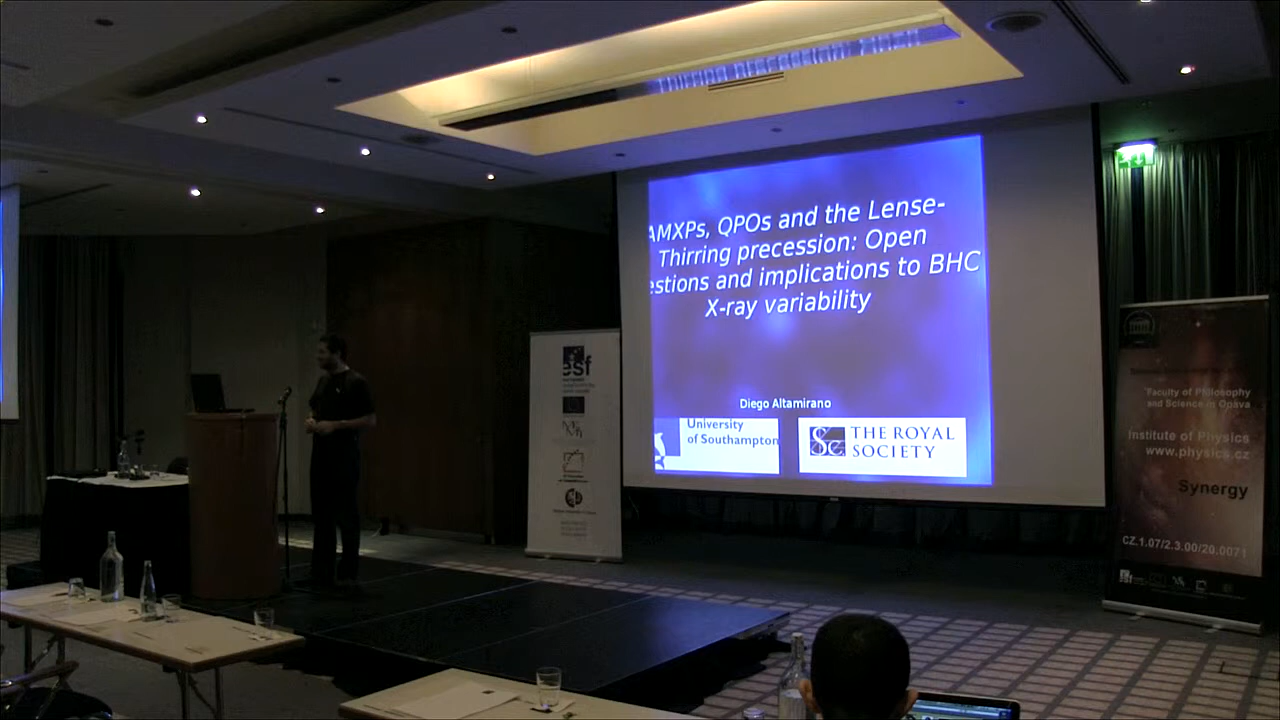 AMXPs, QPOs and the Lense-
Thirring precession: Open
estions and implications to BHC
X-ray variability
Diego Altamirano
University
of Southampton
THE ROYAL
SOCIETY
esf
Faculty of Philosophy
and Science in Opava
Institute of Physics
www.physics.cz
Synergy
CZ.1.07/2.3.00/20.0071
esf